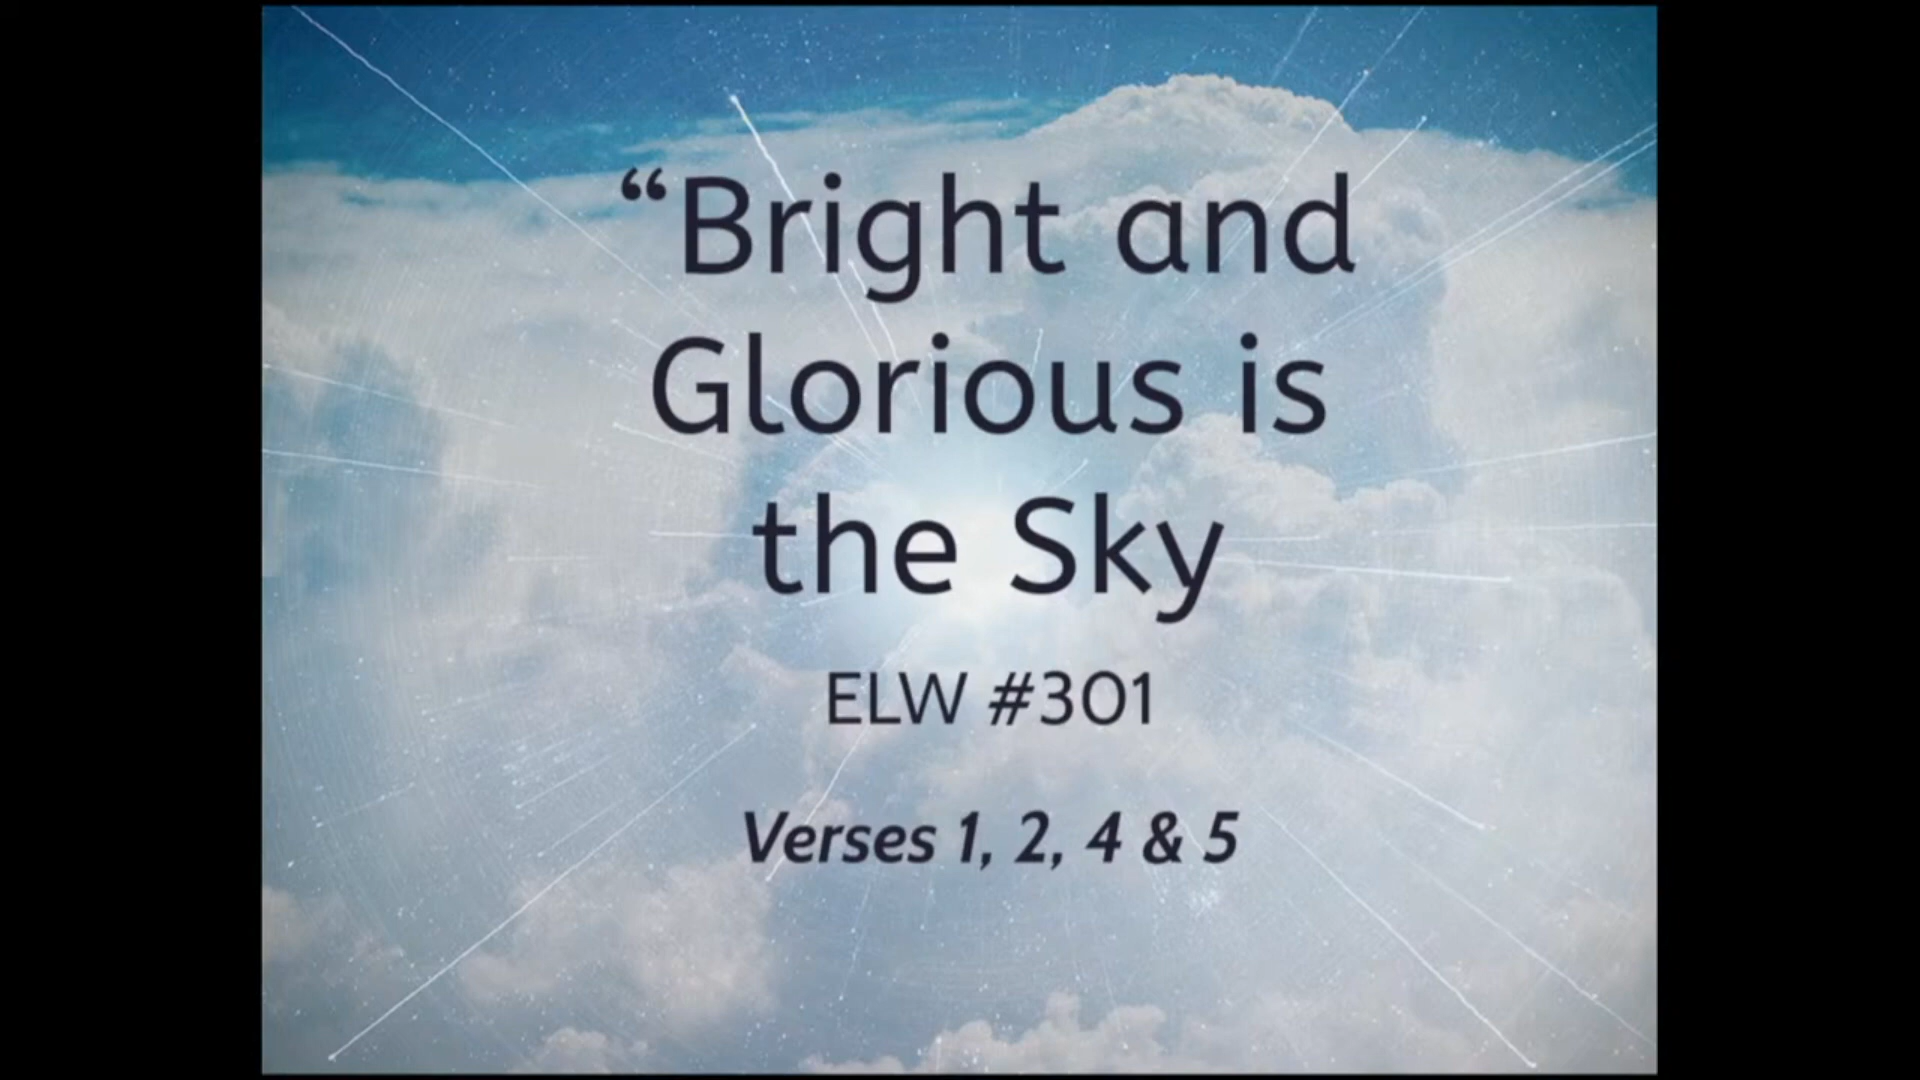 “Bright and
Glorious is
the Sky
ELW #301
Verses 1, 2, 4 & 5